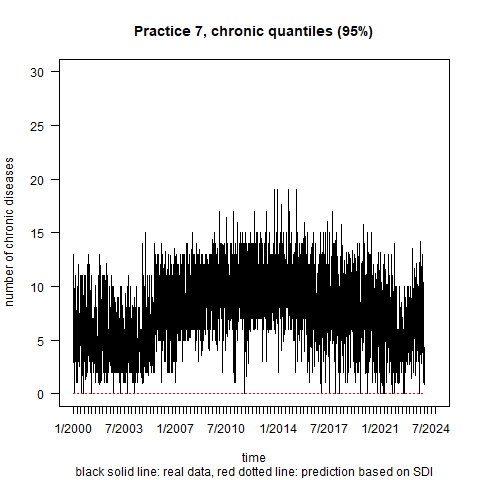 Practice 7, chronic quantiles (95%)
number of chronic diseases
30
25
20
15
10
5
0
1/2000 7/2003 1/2007 7/2010 1/2014 7/2017 1/2021 7/2024
time
black solid line: real data, red dotted line: prediction based on SDI